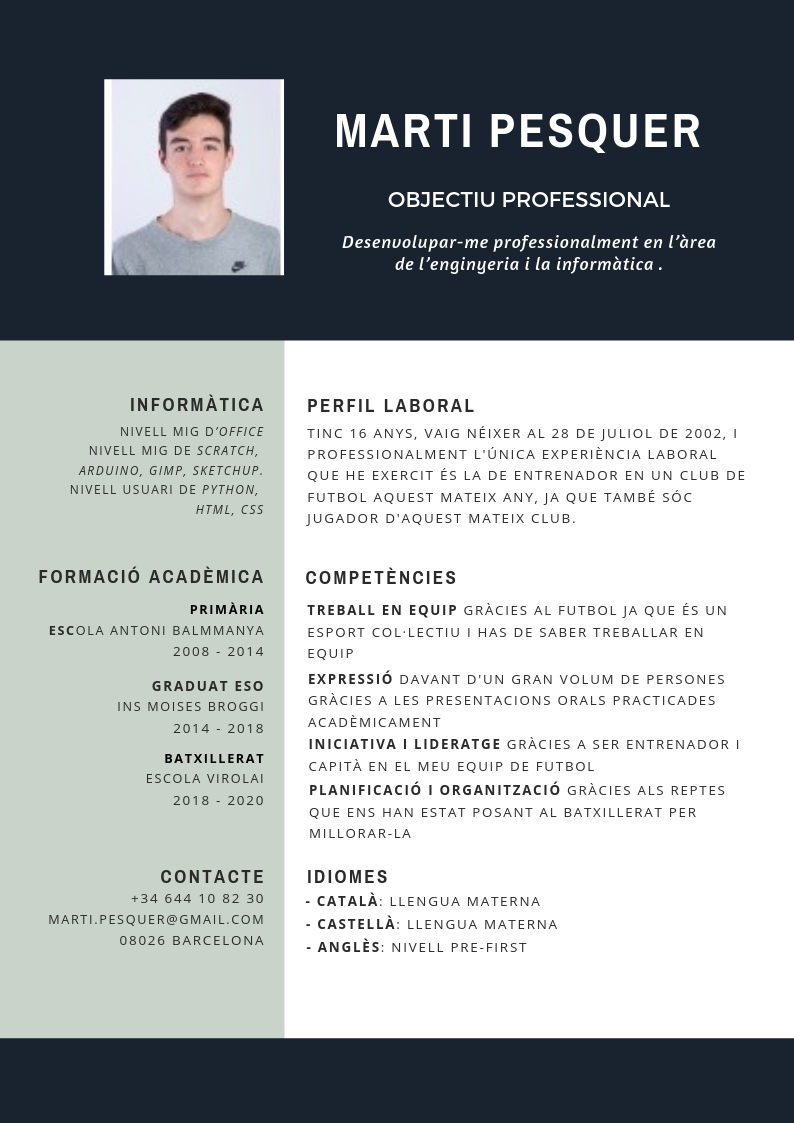 MARTI PESQUER
OBJECTIU PROFESSIONAL
Desenvolupar-me professionalment en l’àrea
de l’enginyeria i la informàtica .
INFORMÀTICA
NIVELL MIG D’OFFICE
NIVELL MIG DE SCRATCH,
ARDUINO, GIMP, SKETCHUP.
NIVELL USUARI DE PYTHON,
HTML, CSS
FORMACIÓ ACADÈMICA
PRIMÀRIA
ESCOLA ANTONI BALMMANYA
2008 - 2014
GRADUAT ESO
INS MOISES BROGGI
2014 - 2018
BATXILLERAT
ESCOLA VIROLAI
2018 - 2020
CONTACTE
+34 644 10 82 30
MARTI.PESQUER@GMAIL.COM
08026 BARCELONA
PERFIL LABORAL
TINC 16 ANYS, VAIG NÉIXER AL 28 DE JULIOL DE 2002, I
PROFESSIONALMENT L'ÚNICA EXPERIÈNCIA LABORAL
QUE HE EXERCIT ÉS LA DE ENTRENADOR EN UN CLUB DE
FUTBOL AQUEST MATEIX ANY, JA QUE TAMBÉ SÓC
JUGADOR D'AQUEST MATEIX CLUB.
COMPETÈNCIES
TREBALL EN EQUIP GRÀCIES AL FUTBOL JA QUE ÉS UN
ESPORT COL·LECTIU I HAS DE SABER TREBALLAR EN
EQUIP
EXPRESSIÓ DAVANT D'UN GRAN VOLUM DE PERSONES
GRÀCIES A LES PRESENTACIONS ORALS PRACTICADES
ACADÈMICAMENT
INICIATIVA I LIDERATGE GRÀCIES A SER ENTRENADOR I
CAPITÀ EN EL MEU EQUIP DE FUTBOL
PLANIFICACIÓ I ORGANITZACIÓ GRÀCIES ALS REPTES
QUE ENS HAN ESTAT POSANT AL BATXILLERAT PER
MILLORAR-LA
IDIOMES
- CATALÀ: LLENGUA MATERNA
- CASTELLÀ: LLENGUA MATERNA
- ANGLÈS: NIVELL PRE-FIRST